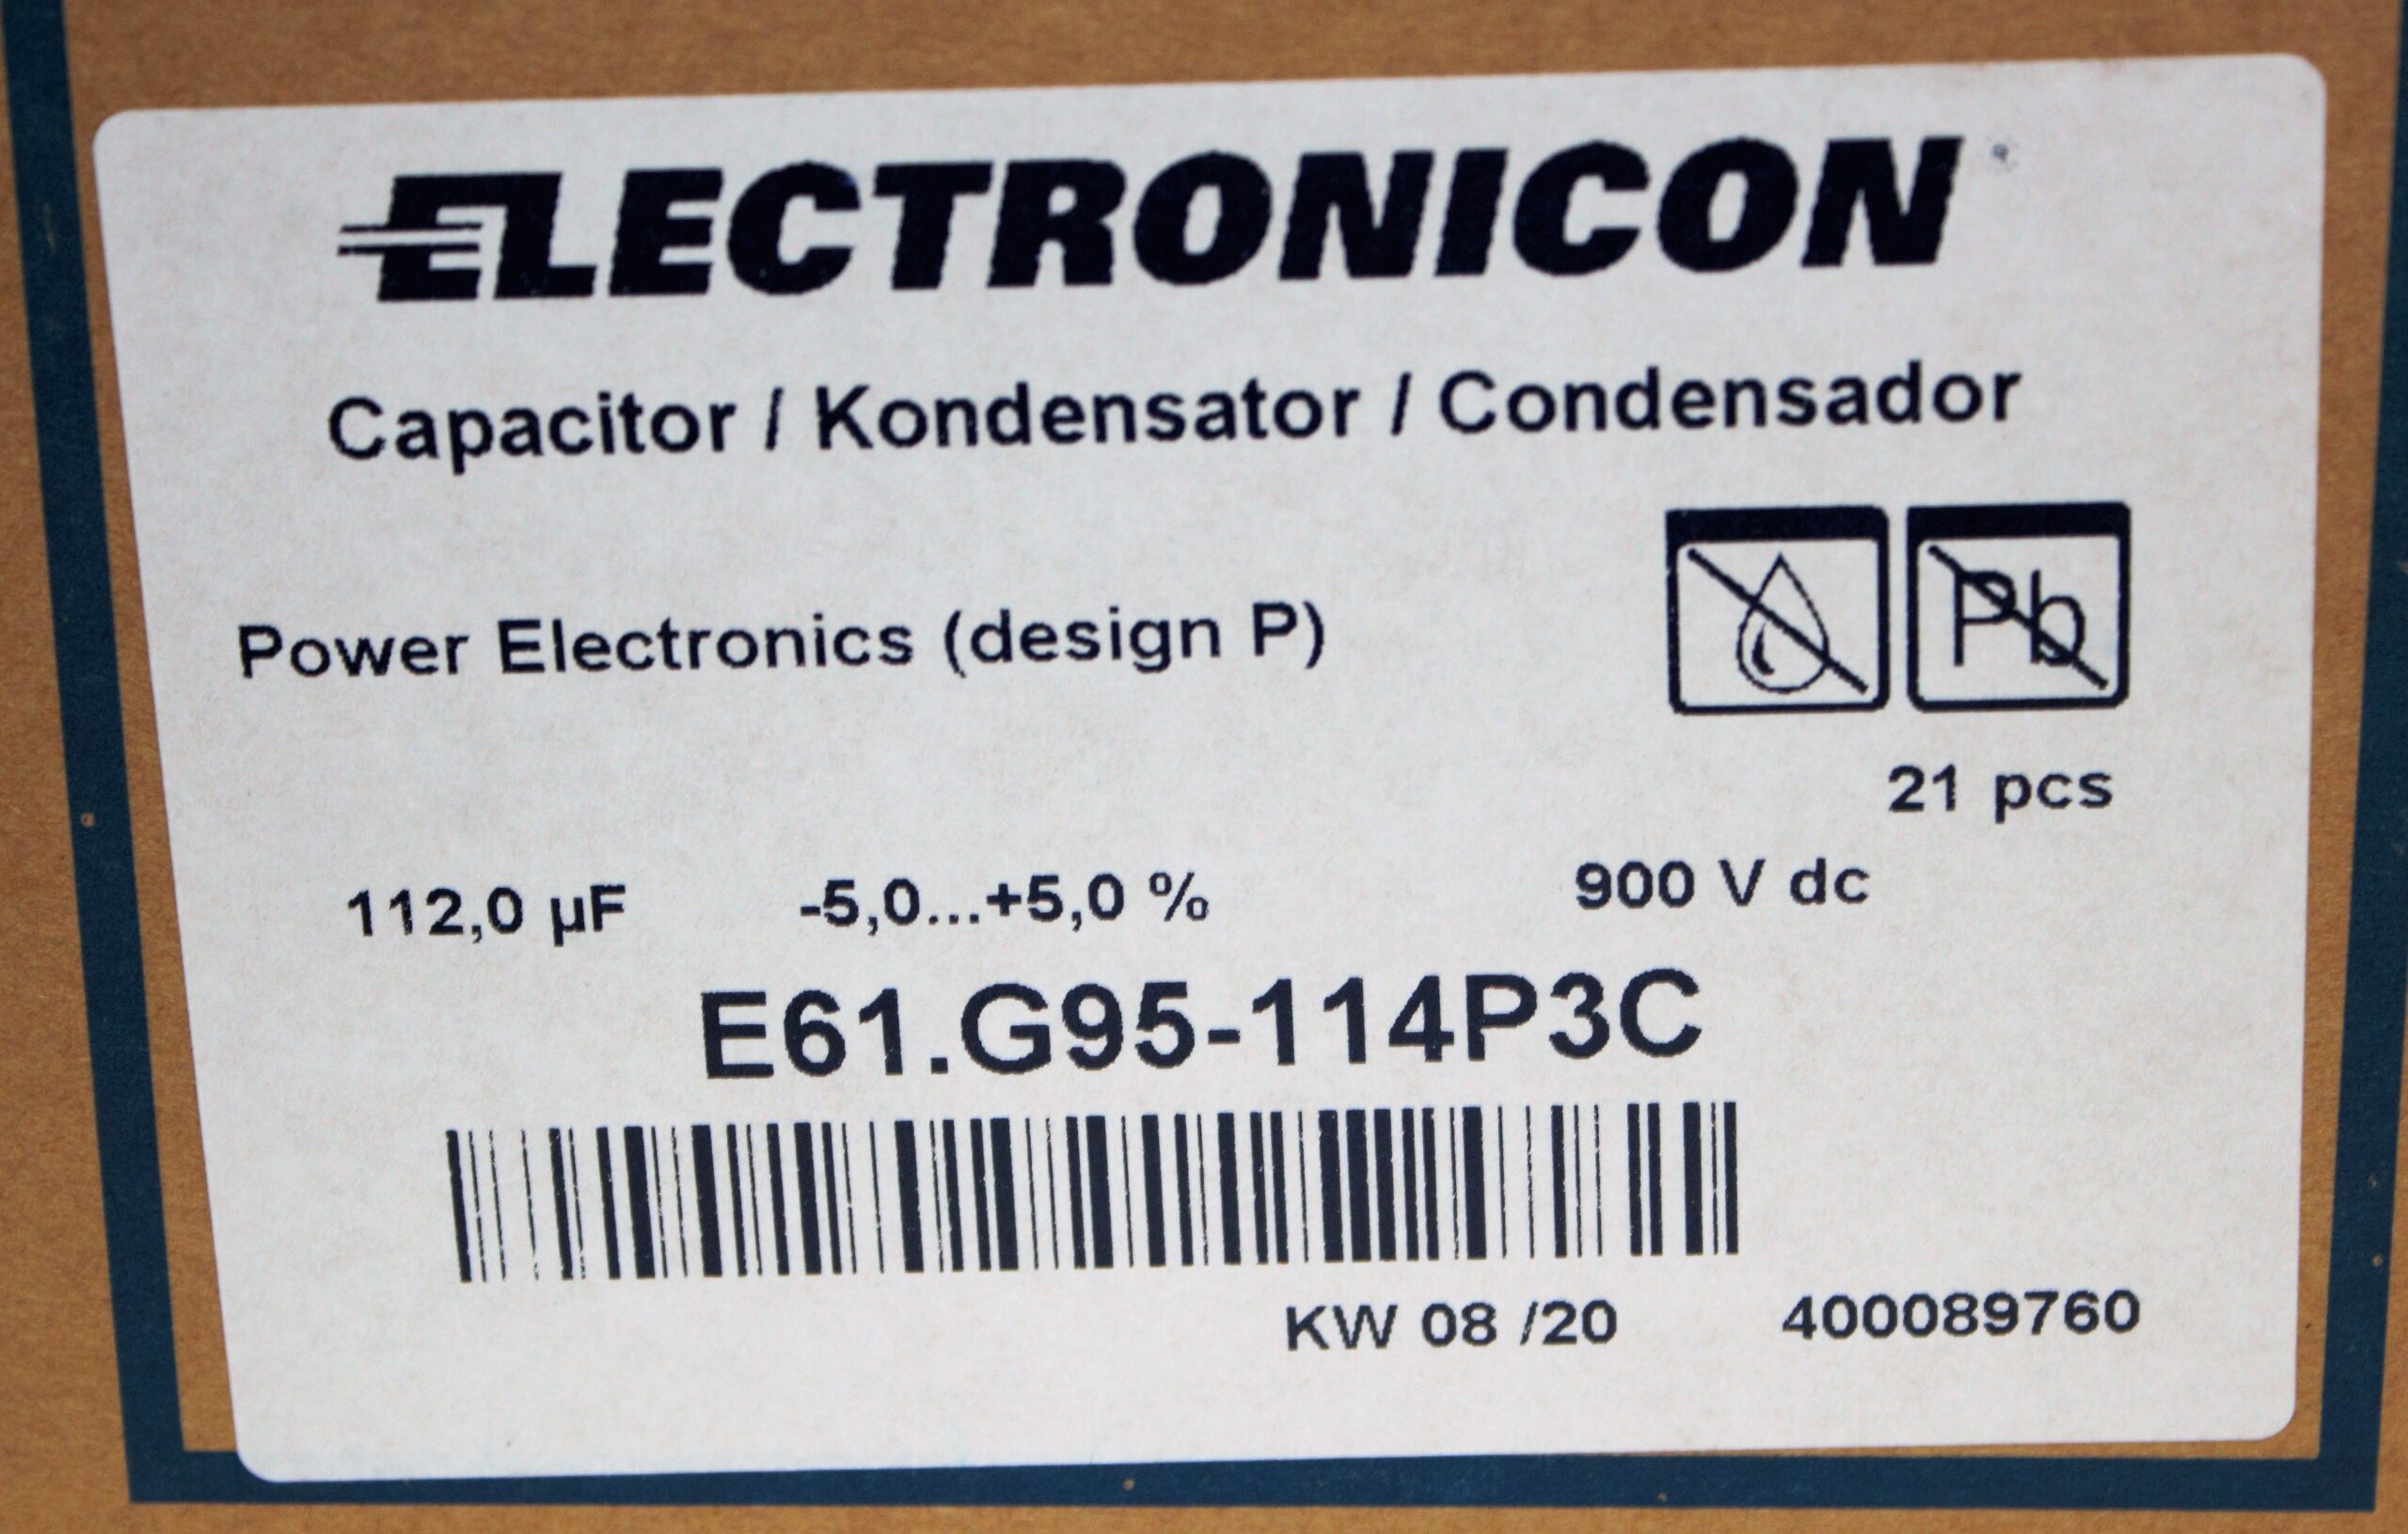 ELECTRONICON
Capacitor / Kondensator / Condensador
Power Electronics (design P)
Pb
21 pcs
112,0 µF -5,0...+5,0 % 900 V dc
E61.G95-114P3C
KW 08 /20 400089760